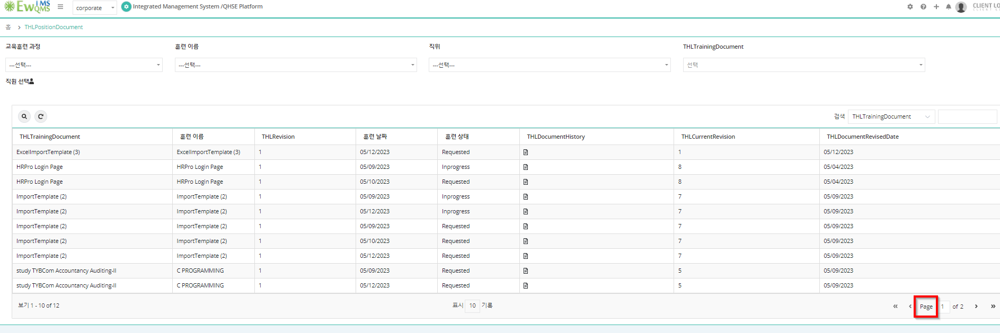 EwQMS IMS corporate Integrated Management System /QHSE Platform CLIENT LO
홈 > THLPositionDocument
교육훈련 과정 훈련 이름 직위 THLTrainingDocument
---선택--- ---선택--- ---선택--- 선택
직원 선택
검색 THLTrainingDocument
THLTrainingDocument 훈련 이름 THLRevision 훈련 날짜 훈련 상태 THLDocumentHistory THLCurrentRevision THLDocumentRevisedDate
ExcelImportTemplate (3) ExcelImportTemplate (3) 1 05/12/2023 Requested 1 05/12/2023
HRPro Login Page HRPro Login Page 1 05/09/2023 Inprogress 8 05/04/2023
HRPro Login Page HRPro Login Page 1 05/10/2023 Requested 8 05/04/2023
ImportTemplate (2) ImportTemplate (2) 1 05/09/2023 Inprogress 7 05/09/2023
ImportTemplate (2) ImportTemplate (2) 1 05/12/2023 Inprogress 7 05/09/2023
ImportTemplate (2) ImportTemplate (2) 1 05/09/2023 Requested 7 05/09/2023
ImportTemplate (2) ImportTemplate (2) 1 05/10/2023 Requested 7 05/09/2023
ImportTemplate (2) ImportTemplate (2) 1 05/12/2023 Requested 7 05/09/2023
study TYBCom Accountancy Auditing-II C PROGRAMMING 1 05/09/2023 Requested 5 05/09/2023
study TYBCom Accountancy Auditing-II C PROGRAMMING 1 05/12/2023 Requested 5 05/09/2023
보기 1 - 10 of 12 표시 10 기록 « ‹ Page 1 of 2 › »